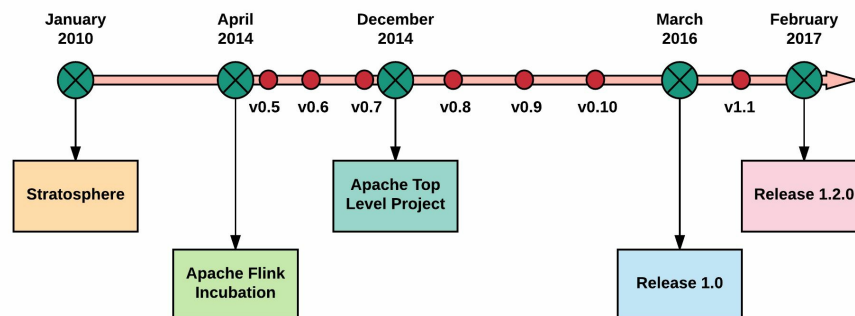 January
2010
April
2014
December
2014
March
2016
February
2017
v0.5
v0.6
v0.7
v0.8
v0.9
v0.10
v1.1
Stratosphere
Apache Top
Level Project
Release 1.2.0
Apache Flink
Incubation
Release 1.0